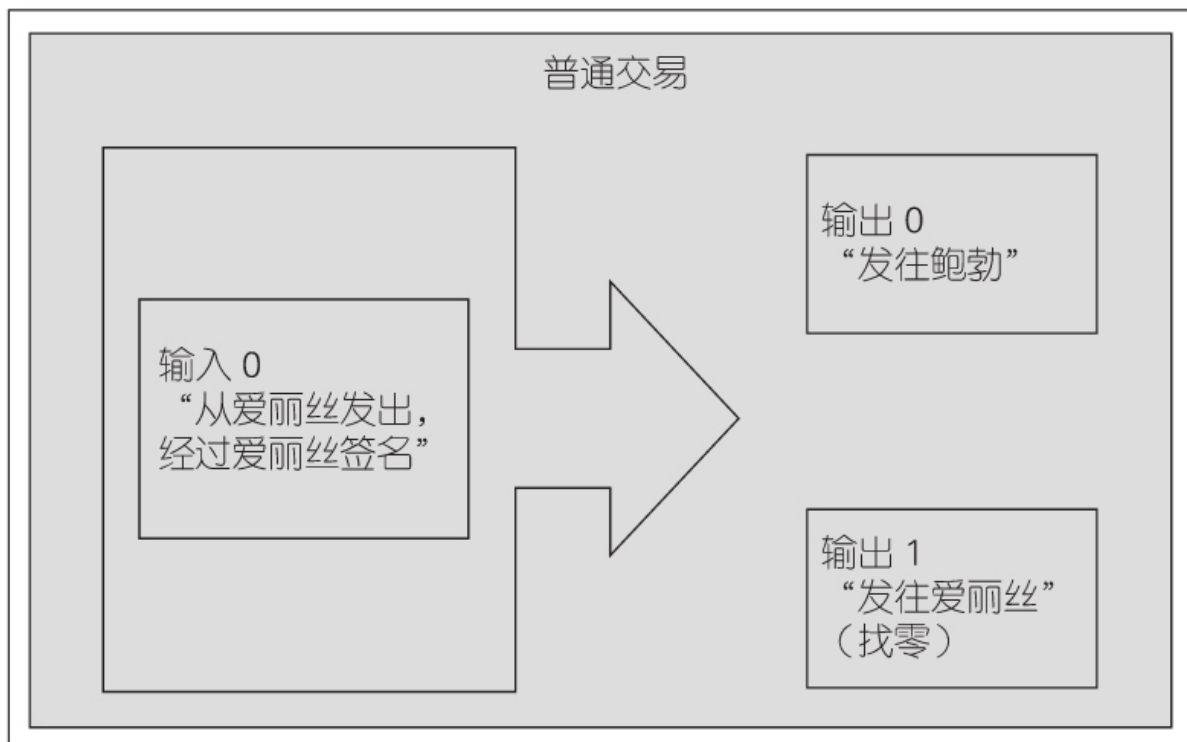 普通交易
输入 0
“从爱丽丝发出，
经过爱丽丝签名”
输出 0
“发往鲍勃”
输出 1
“发往爱丽丝”
（找零）